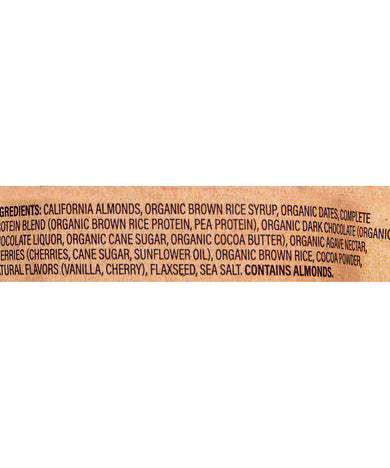 GREDIENTS: CALIFORNIA ALMONDS, ORGANIC BROWN RICE SYRUP, ORGANIC DATES, COMPLETE
OTEIN BLEND (ORGANIC BROWN RICE PROTEIN, PEA PROTEIN), ORGANIC DARK CHOCOLATE (ORGANIC
OCOLATE LIQUOR, ORGANIC CANE SUGAR, ORGANIC COCOA BUTTER), ORGANIC AGAVE NECTAR,
ERRIES (CHERRIES, CANE SUGAR, SUNFLOWER OIL), ORGANIC BROWN RICE, COCOA POWDER,
ATURAL FLAVORS (VANILLA, CHERRY), FLAXSEED, SEA SALT. CONTAINS ALMONDS.